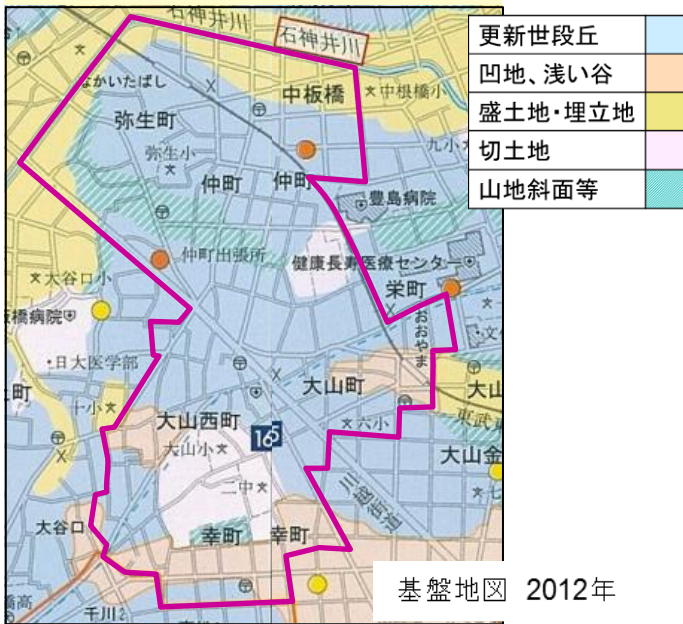 石神井川
石神井川
なかいたばし
中板橋
中根橋小
弥生町
弥生小
九小
仲町
仲町
豊島病院
仲町出張所
健康長寿医療センター
大谷口小
栄町
板橋病院
おおやま
日大医学部
大山町
大山
十小
大山西町
六小
東武東
165
大山小
大山金
川越街道
二中
大谷口
幸町
幸町
千川2
更新世段丘
凹地、浅い谷
盛土地・埋立地
切土地
山地斜面等
基盤地図 2012年